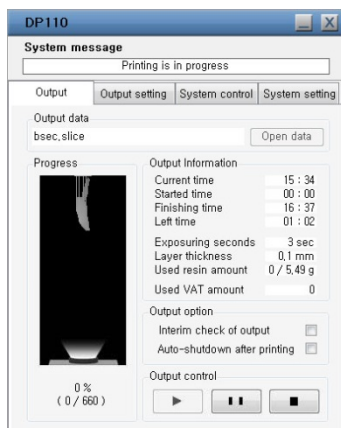 DP110
System message
Printing is in progress
Output
Output setting
System control
System setting
Output data
bsec,slice
Open data
Progress
0 %
( 0 / 660 )
Output Information
Current time 15 : 34
Started time 00 : 00
Finishing time 16 : 37
Left time 01 : 02
Exposuring seconds 3 sec
Layer thickness 0,1 mm
Used resin amount 0 / 5,49 g
Used VAT amount 0
Output option
Interim check of output
Auto-shutdown after printing
Output control